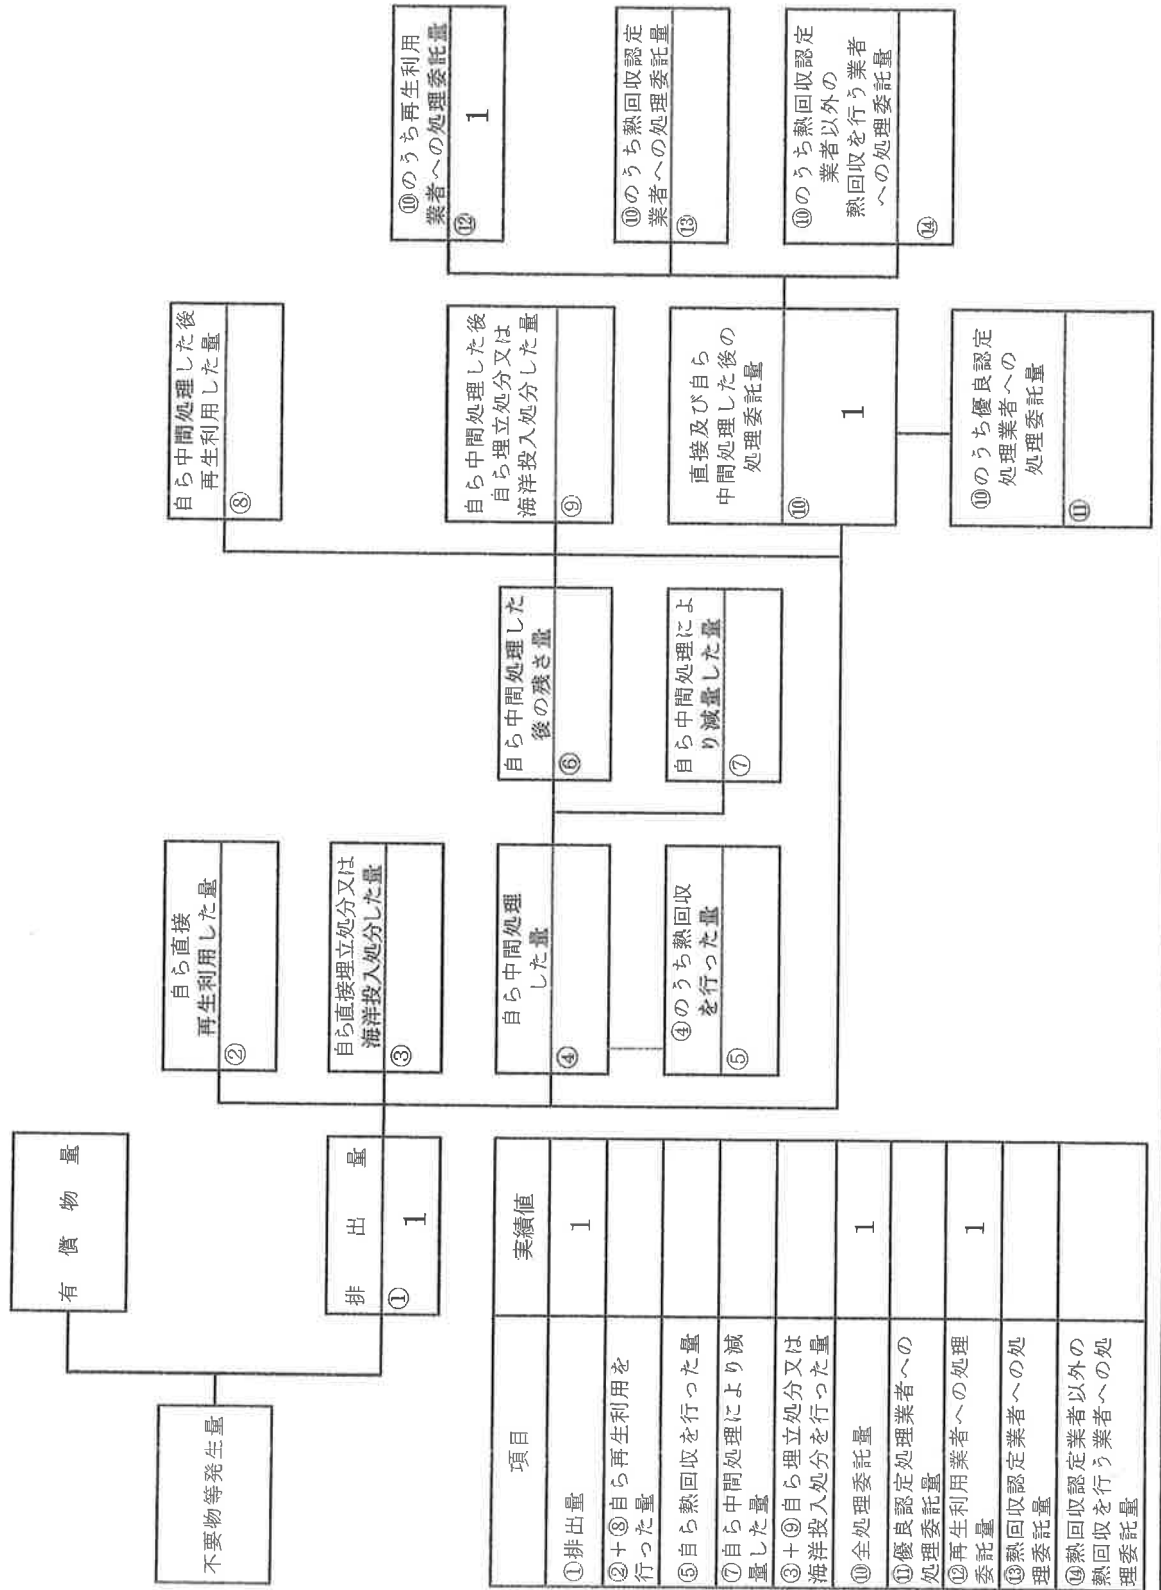 不要物等発生量
有償物量
排出量
①
1
自ら直接
再生利用した量
②
自ら直接埋立処分又は
海洋投入処分した量
③
自ら中間処理
した量
④
④のうち熱回収
を行った量
⑤
自ら中間処理した
後の残さ量
⑥
自ら中間処理によ
り減量した量
⑦
自ら中間処理した後
再生利用した量
⑧
自ら中間処理した後
自ら埋立処分又は
海洋投入処分した量
⑨
直接及び自ら
中間処理した後の
処理委託量
⑩
1
⑩のうち優良認定
処理業者への
処理委託量
⑪
⑩のうち再生利用
業者への処理委託量
⑫
1
⑩のうち熱回収認定
業者への処理委託量
⑬
⑩のうち熱回収認定
業者以外の
熱回収を行う業者
への処理委託量
⑭
項目 実績値
①排出量 1
②+⑧自ら再生利用を
行った量
⑤自ら熱回収を行った量
⑦自ら中間処理により減
量した量
③+⑨自ら埋立処分又は
海洋投入処分を行った量
⑩全処理委託量 1
⑪優良認定処理業者への
処理委託量
⑫再生利用業者への処理
委託量 1
⑬熱回収認定業者への処
理委託量
⑭熱回収認定業者以外の
熱回収を行う業者への処
理委託量